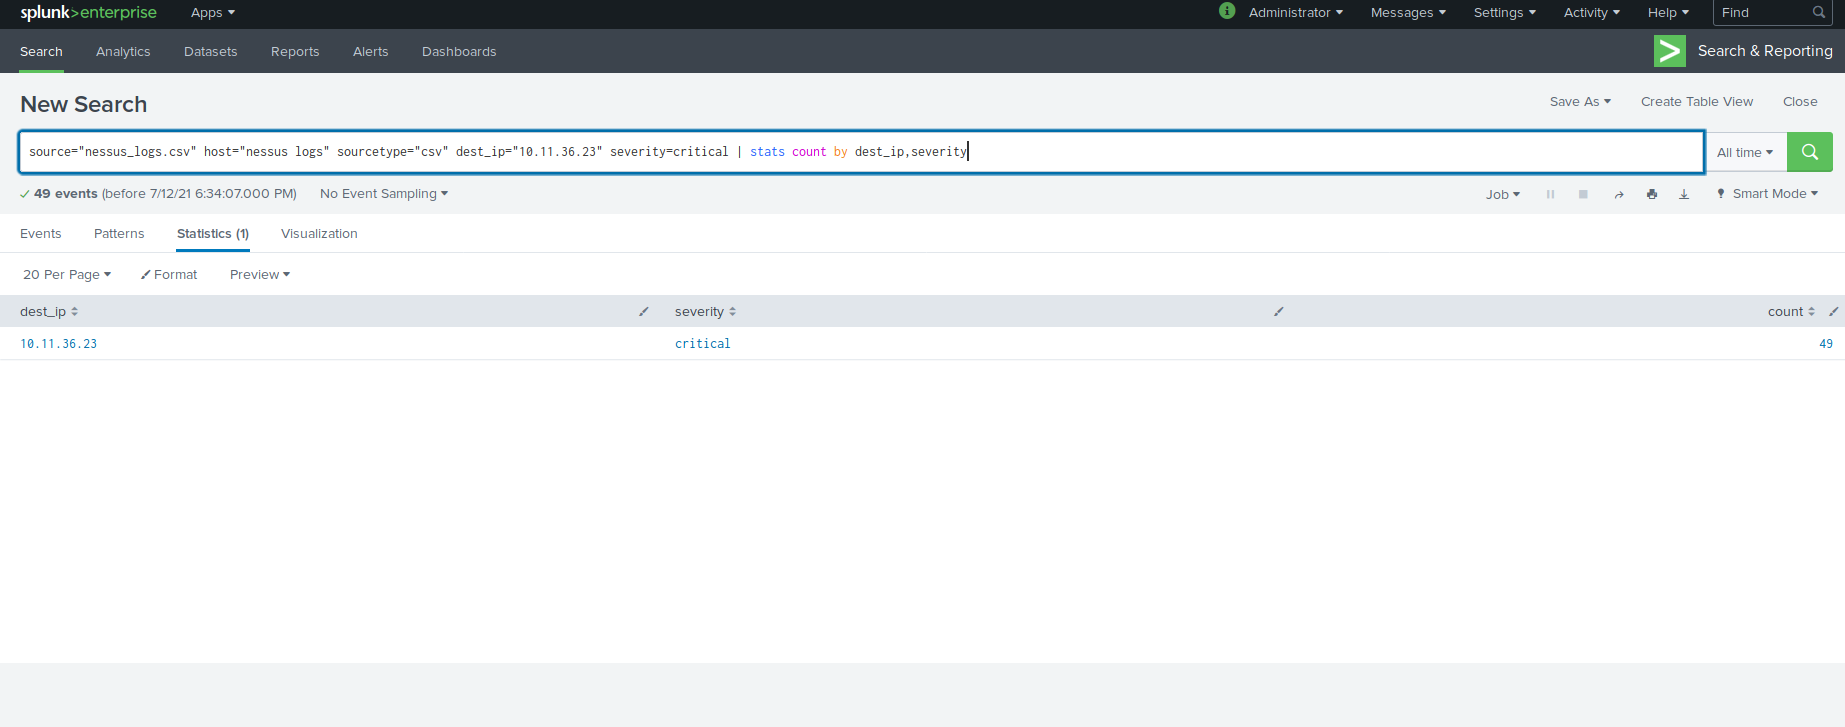 splunk>enterprise Apps Administrator Messages Settings Activity Help Find
Search Analytics Datasets Reports Alerts Dashboards Search & Reporting
New Search Save As Create Table View Close
source="nessus_logs.csv" host="nessus logs" sourcetype="csv" dest_ip="10.11.36.23" severity=critical | stats count by dest_ip,severity All time
49 events (before 7/12/21 6:34:07.000 PM) No Event Sampling Job Smart Mode
Events Patterns Statistics (1) Visualization
20 Per Page Format Preview
dest_ip severity count
10.11.36.23 critical 49